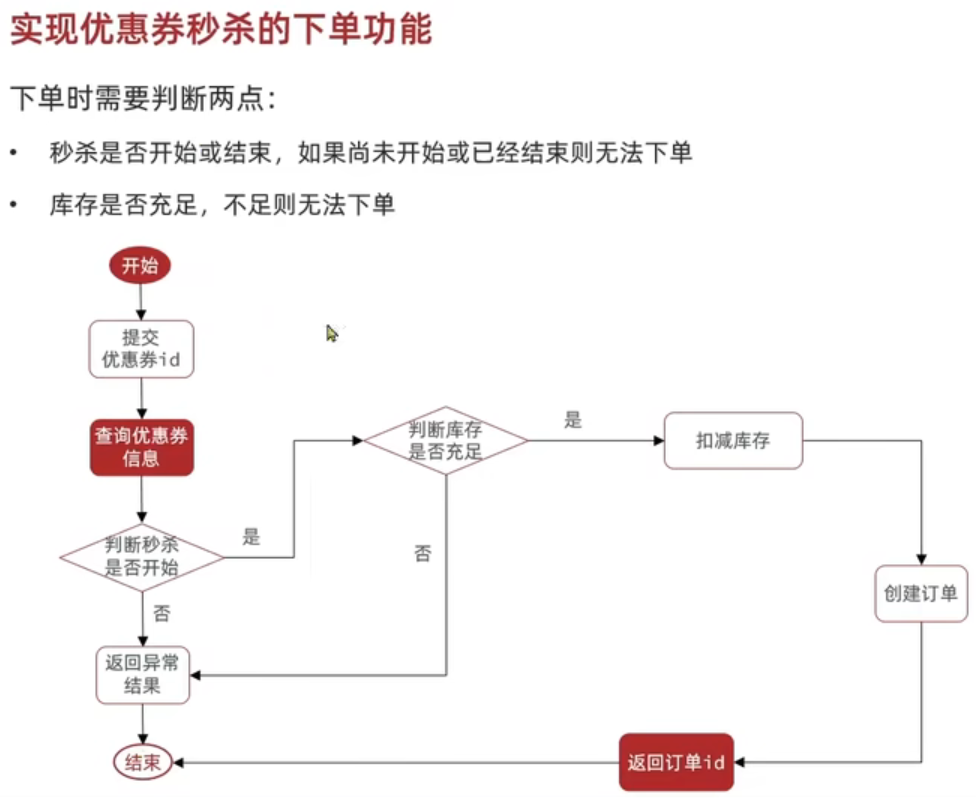 实现优惠券秒杀的下单功能
下单时需要判断两点：
• 秒杀是否开始或结束，如果尚未开始或已经结束则无法下单
• 库存是否充足，不足则无法下单
开始
提交
优惠券id
查询优惠券
信息
判断秒杀
是否开始
是
否
返回异常
结果
结束
判断库存
是否充足
是
否
扣减库存
创建订单
返回订单id